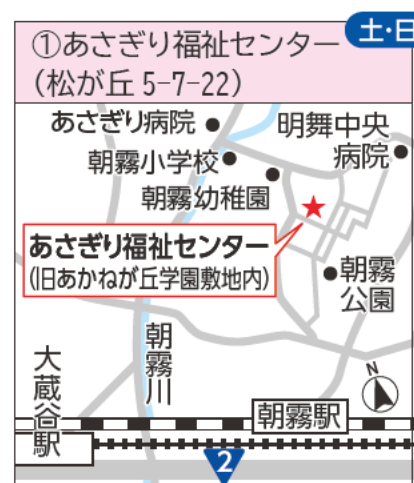 ①あさぎり福祉センター
土・日
(松が丘 5-7-22)
あさぎり病院
明舞中央
病院
朝霧小学校
朝霧幼稚園
あさぎり福祉センター
(旧あかねが丘学園敷地内)
朝霧
公園
朝霧川
大蔵谷駅
N
朝霧駅
2